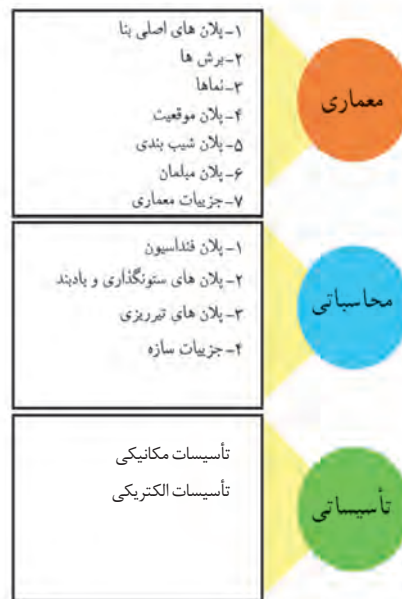 معماری
۱-پلان های اصلی بنا
۲-برش ها
۳-نماها
۴-پلان موقعیت
۵-پلان شیب بندی
۶-پلان مبلمان
۷-جزییات معماری
محاسباتی
۱-پلان فنداسیون
۲-پلان های ستونگذاری و بادبند
۳-پلان های تیرریزی
۴-جزییات سازه
تأسیساتی
تأسیسات مکانیکی
تأسیسات الکتریکی